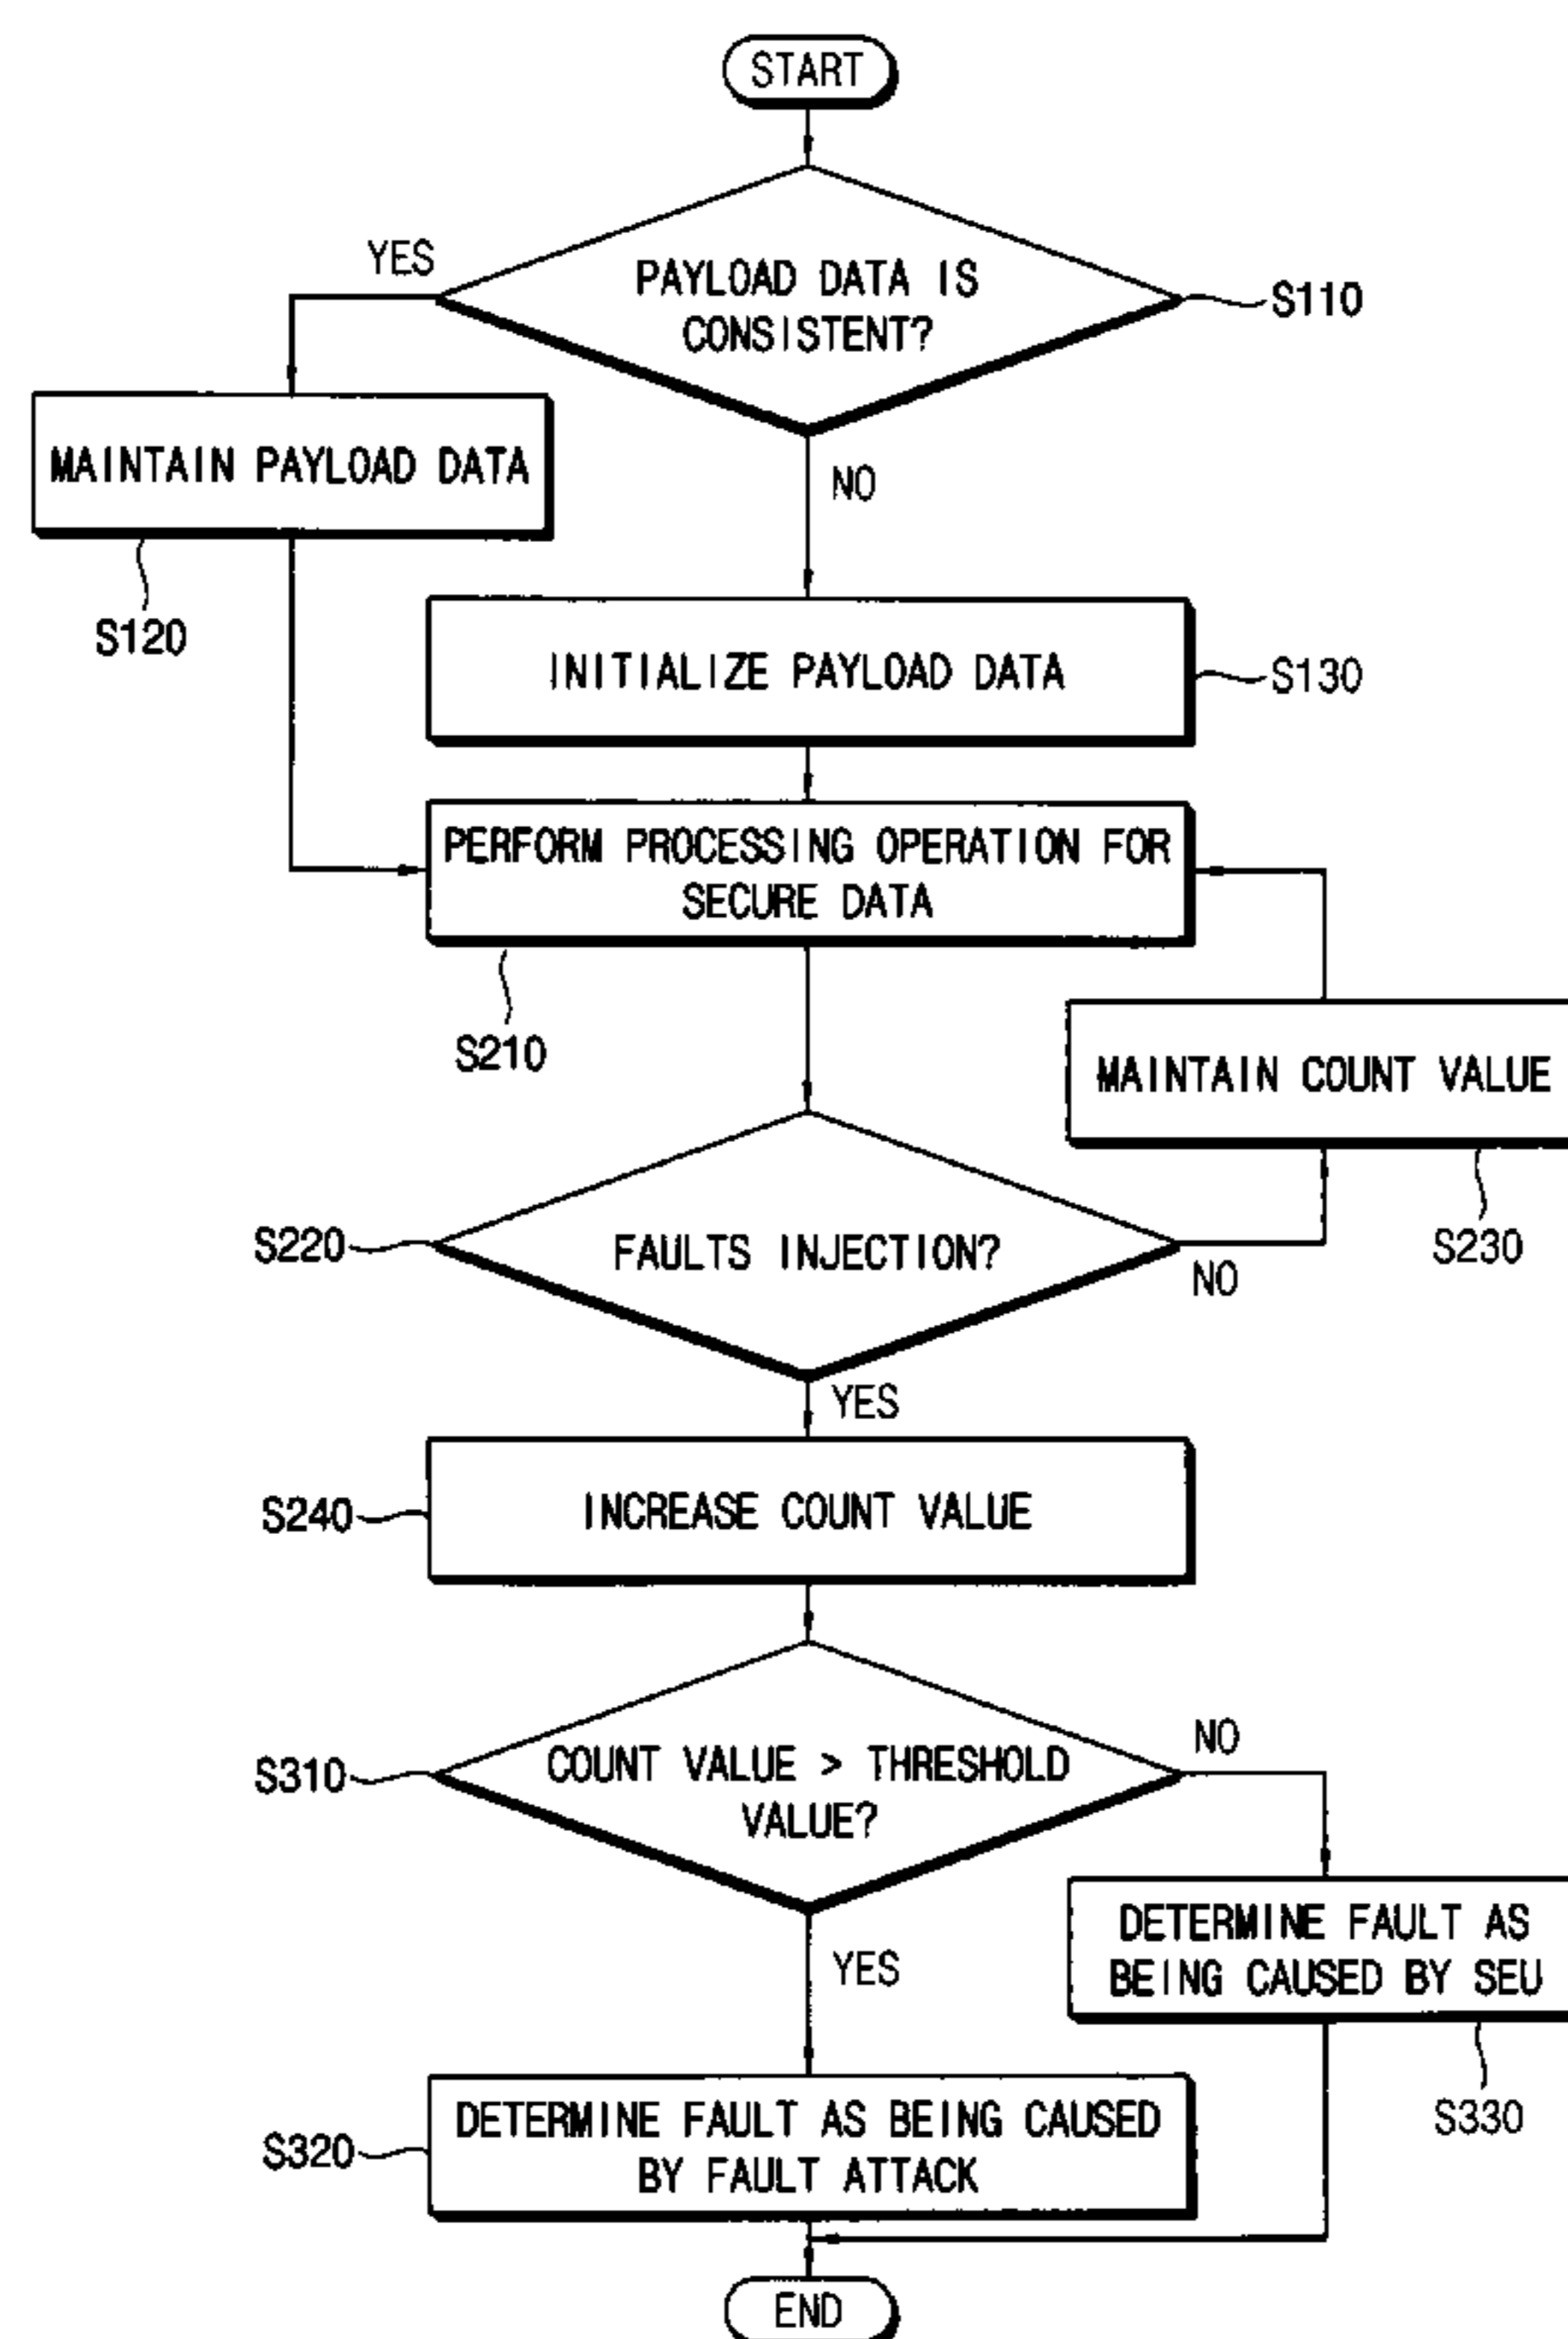 START
YES
PAYLOAD DATA IS
CONSISTENT?
S110
MAINTAIN PAYLOAD DATA
NO
S120
INITIALIZE PAYLOAD DATA
S130
PERFORM PROCESSING OPERATION FOR
SECURE DATA
S210
MAINTAIN COUNT VALUE
S220
FAULTS INJECTION?
NO
S230
YES
S240
INCREASE COUNT VALUE
S310
COUNT VALUE > THRESHOLD
VALUE?
NO
DETERMINE FAULT AS
BEING CAUSED BY SEU
YES
S330
S320
DETERMINE FAULT AS BEING CAUSED
BY FAULT ATTACK
END